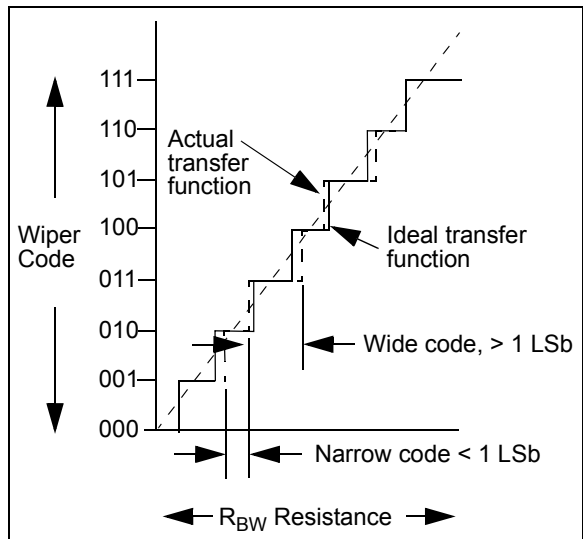 111
110
Actual
transfer
function
101
100
Wiper
Code
Ideal transfer
function
011
010
Wide code, > 1 LSb
001
000
Narrow code < 1 LSb
RBW Resistance